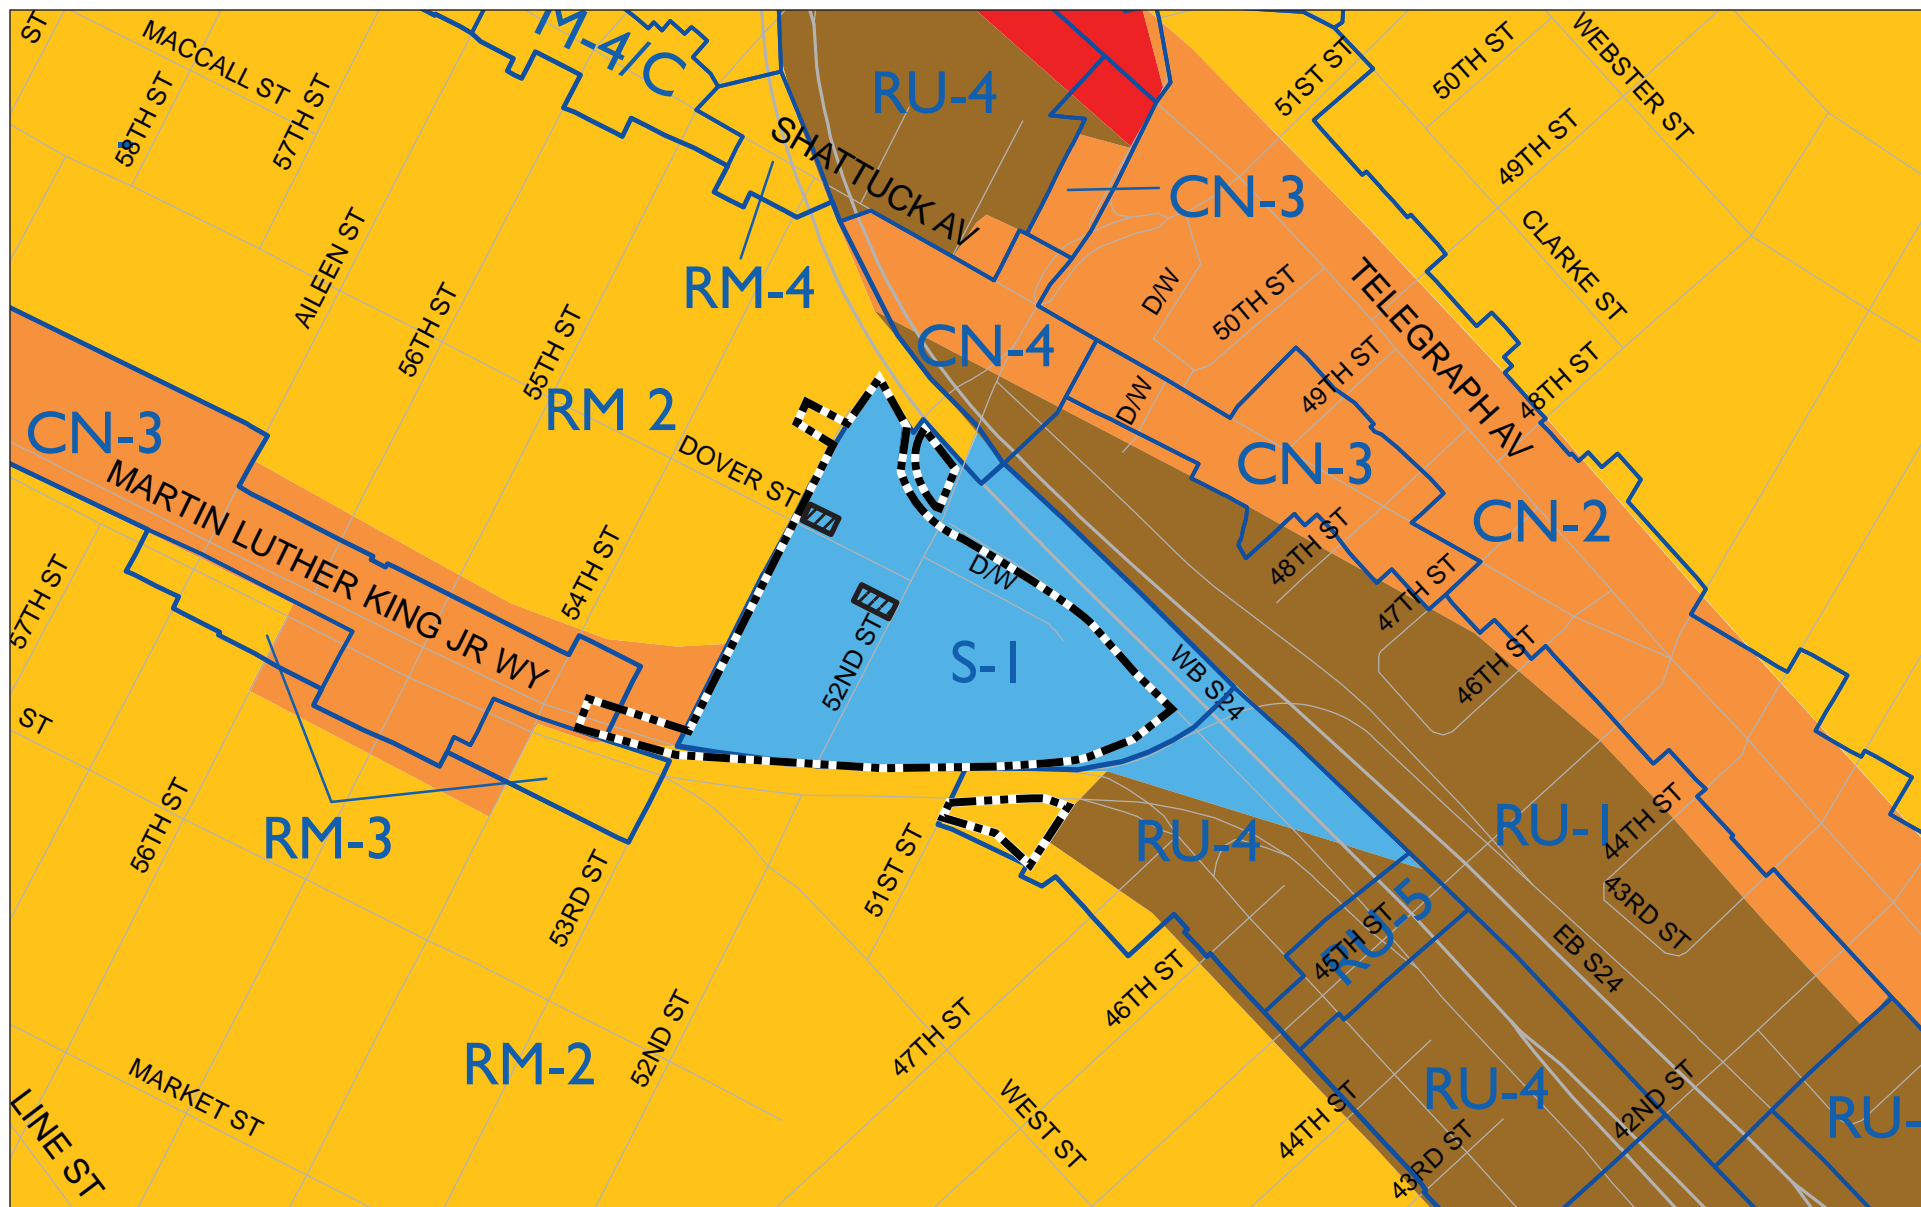 ST
MACCALL ST
M-4/C
RU-4
51ST ST
50TH ST
WEBSTER ST
58TH ST
57TH ST
SHATTUCK AV
49TH ST
CN-3
AILEEN ST
RM-4
D/W
50TH ST
TELEGRAPH AV
CLARKE ST
56TH ST
55TH ST
CN-4
49TH ST
48TH ST
D/W
RM 2
CN-3
DOVER ST
CN-3
MARTIN LUTHER KING JR WY
CN-2
48TH ST
57TH ST
54TH ST
D/W
47TH ST
52ND ST
S-1
WB S24
46TH ST
ST
56TH ST
RM-3
53RD ST
51ST ST
RU-4
RU-1
44TH ST
43RD ST
RU-5
45TH ST
EB S24
46TH ST
47TH ST
RM-2
52ND ST
MARKET ST
LINE ST
WEST ST
44TH ST
43RD ST
RU-4
42ND ST
RU-